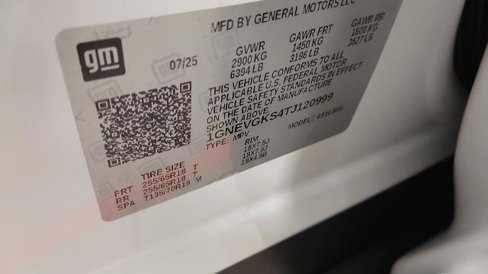 MFD BY GENERAL MOTORS LLC
gm
07/25
GVWR GAWR FRT GAWR RR
2900 KG 1450 KG 1600 KG
6394 LB 3196 LB 3527 LB
THIS VEHICLE CONFORMS TO ALL
APPLICABLE U.S. FEDERAL MOTOR
VEHICLE SAFETY STANDARDS IN EFFECT
ON THE DATE OF MANUFACTURE
SHOWN ABOVE.
1GNEVGKS4TJ120999
TYPE: MPV MODEL:
TIRE SIZE RIM
FRT 255/65R18 T 18X7.5J
RR 255/65R18 T 18X7.5J
SPA T135/70R18 M 18X4.5B